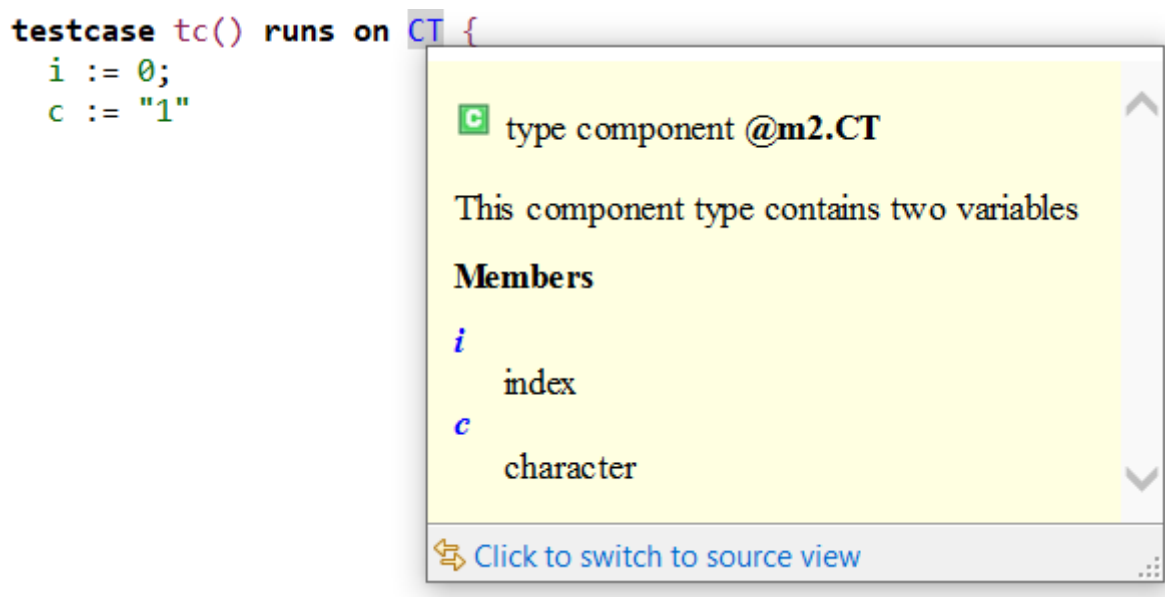 testcase tc() runs on CT {
i := 0;
c := "1"
C type component @m2.CT
This component type contains two variables
Members
i
index
c
character
Click to switch to source view